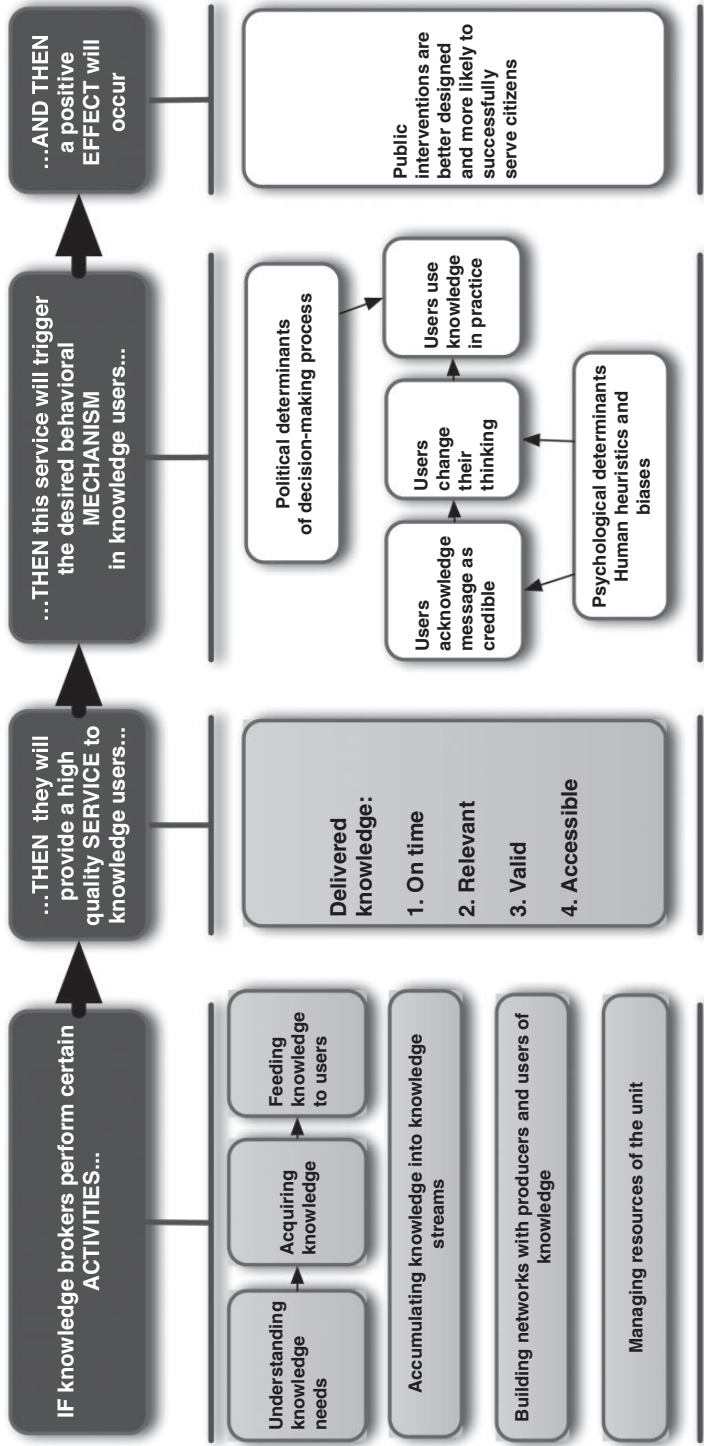 IF knowledge brokers perform certain
ACTIVITIES...
...THEN they will
provide a high
quality SERVICE to
knowledge users...
...THEN this service will trigger
the desired behavioral
MECHANISM
in knowledge users...
...AND THEN
a positive
EFFECT will
occur
Understanding
knowledge
needs
Acquiring
knowledge
Feeding
knowledge
to users
Accumulating knowledge into knowledge
streams
Building networks with producers and users of
knowledge
Managing resources of the unit
Delivered
knowledge:
1. On time
2. Relevant
3. Valid
4. Accessible
Political determinants
of decision-making process
Users
acknowledge
message as
credible
Users
change
their
thinking
Users use
knowledge
in practice
Psychological determinants
Human heuristics and
biases
Public
interventions are
better designed
and more likely to
successfully
serve citizens